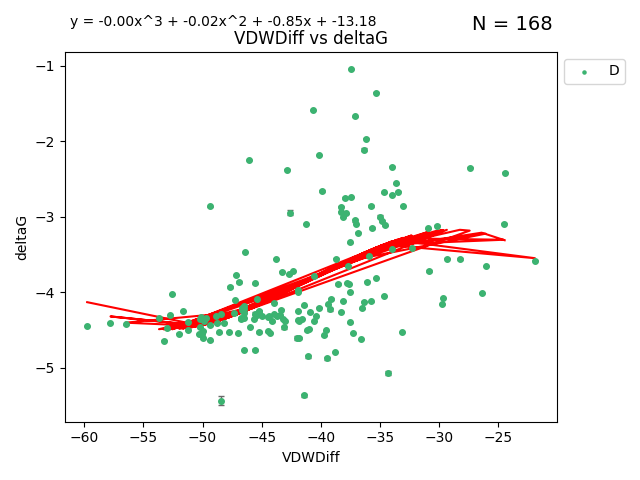 y = -0.00x^3 + -0.02x^2 + -0.85x + -13.18
N = 168
VDWDiff vs deltaG
D
−1
−2
−3
−4
−5
deltaG
−60 −55 −50 −45 −40 −35 −30 −25
VDWDiff